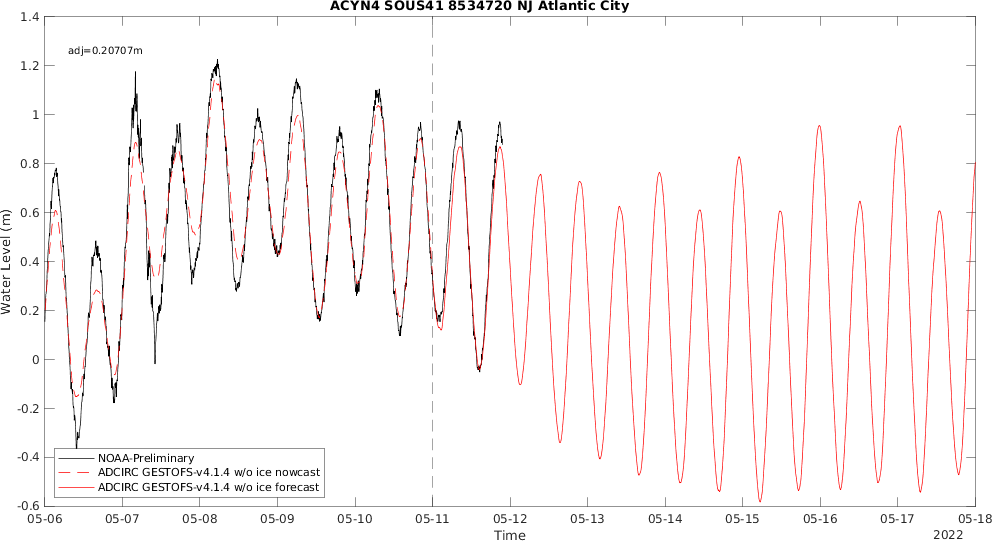 ACYN4 SOUS41 8534720 NJ Atlantic City
1.4
1.2
1
0.8
0.6
0.4
0.2
0
-0.2
-0.4
-0.6
Water Level (m)
adj=0.20707m
NOAA-Preliminary
ADCIRC GESTOFS-v4.1.4 w/o ice nowcast
ADCIRC GESTOFS-v4.1.4 w/o ice forecast
05-06 05-07 05-08 05-09 05-10 05-11 05-12 05-13 05-14 05-15 05-16 05-17 05-18
Time
2022